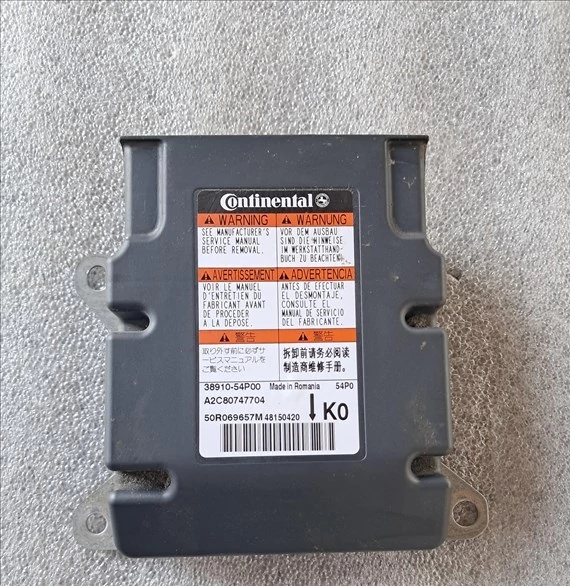 Continental
WARNING
SEE MANUFACTURER'S
SERVICE MANUAL
BEFORE REMOVAL.
WARNUNG
VOR DEM AUSBAU
SIND DIE HINWEISE
IM WERKSTATTHAND-
BUCH ZU BEACHTEN
AVERTISSEMENT
VOIR LE MANUEL
D'ENTRETIEN DU
FABRICANT AVANT
DE PROCEDER
A LA DEPOSE.
ADVERTENCIA
ANTES DE EFECTUAR
EL DESMONTAJE,
CONSULTE EL
MANUAL DE SERVICIO
DEL FABRICANTE.
警告
取り外す前に必ずサ
ービスマニュアルを
ご覧ください
警告
拆卸前请务必阅读
制造商维修手册。
38910-54P00 Made in Romania 54P0
A2C80747704
50R069657M 48150420 K0